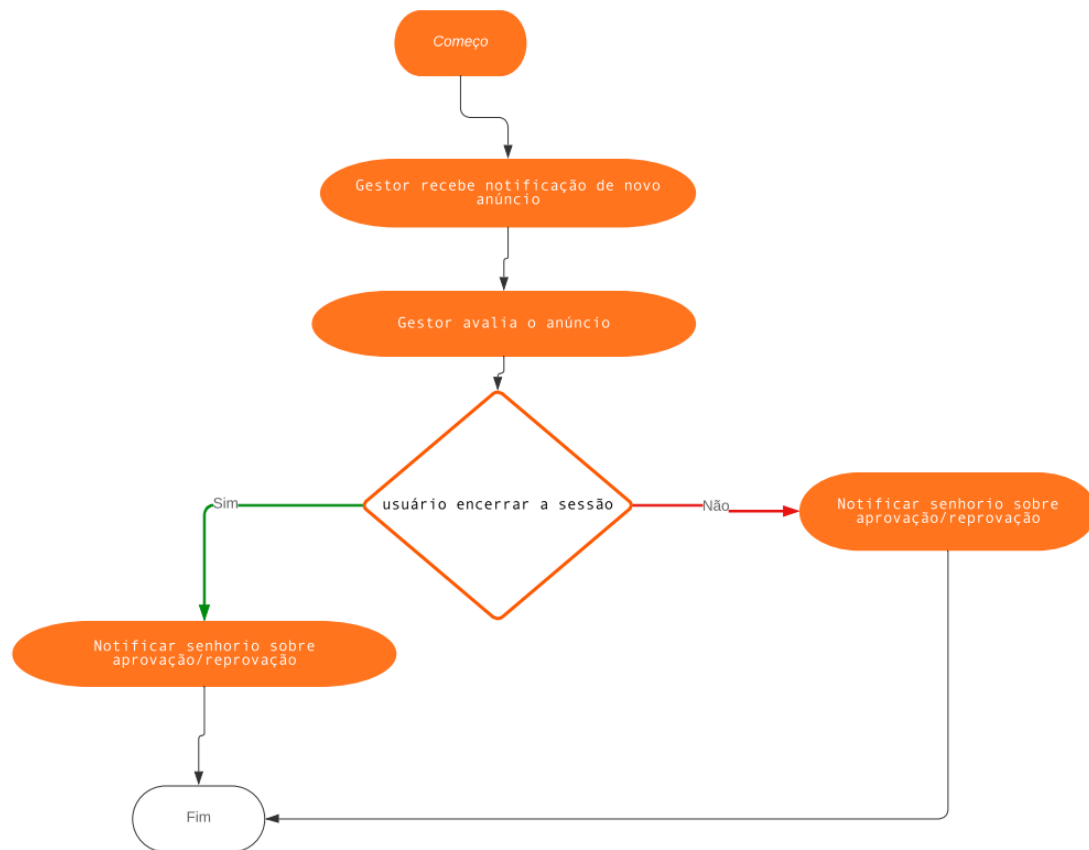 Começo
Gestor recebe notificação de novo
anúncio
Gestor avalia o anúncio
usuário encerrar a sessão
Sim
Não
Notificar senhorio sobre
aprovação/reprovação
Notificar senhorio sobre
aprovação/reprovação
Fim